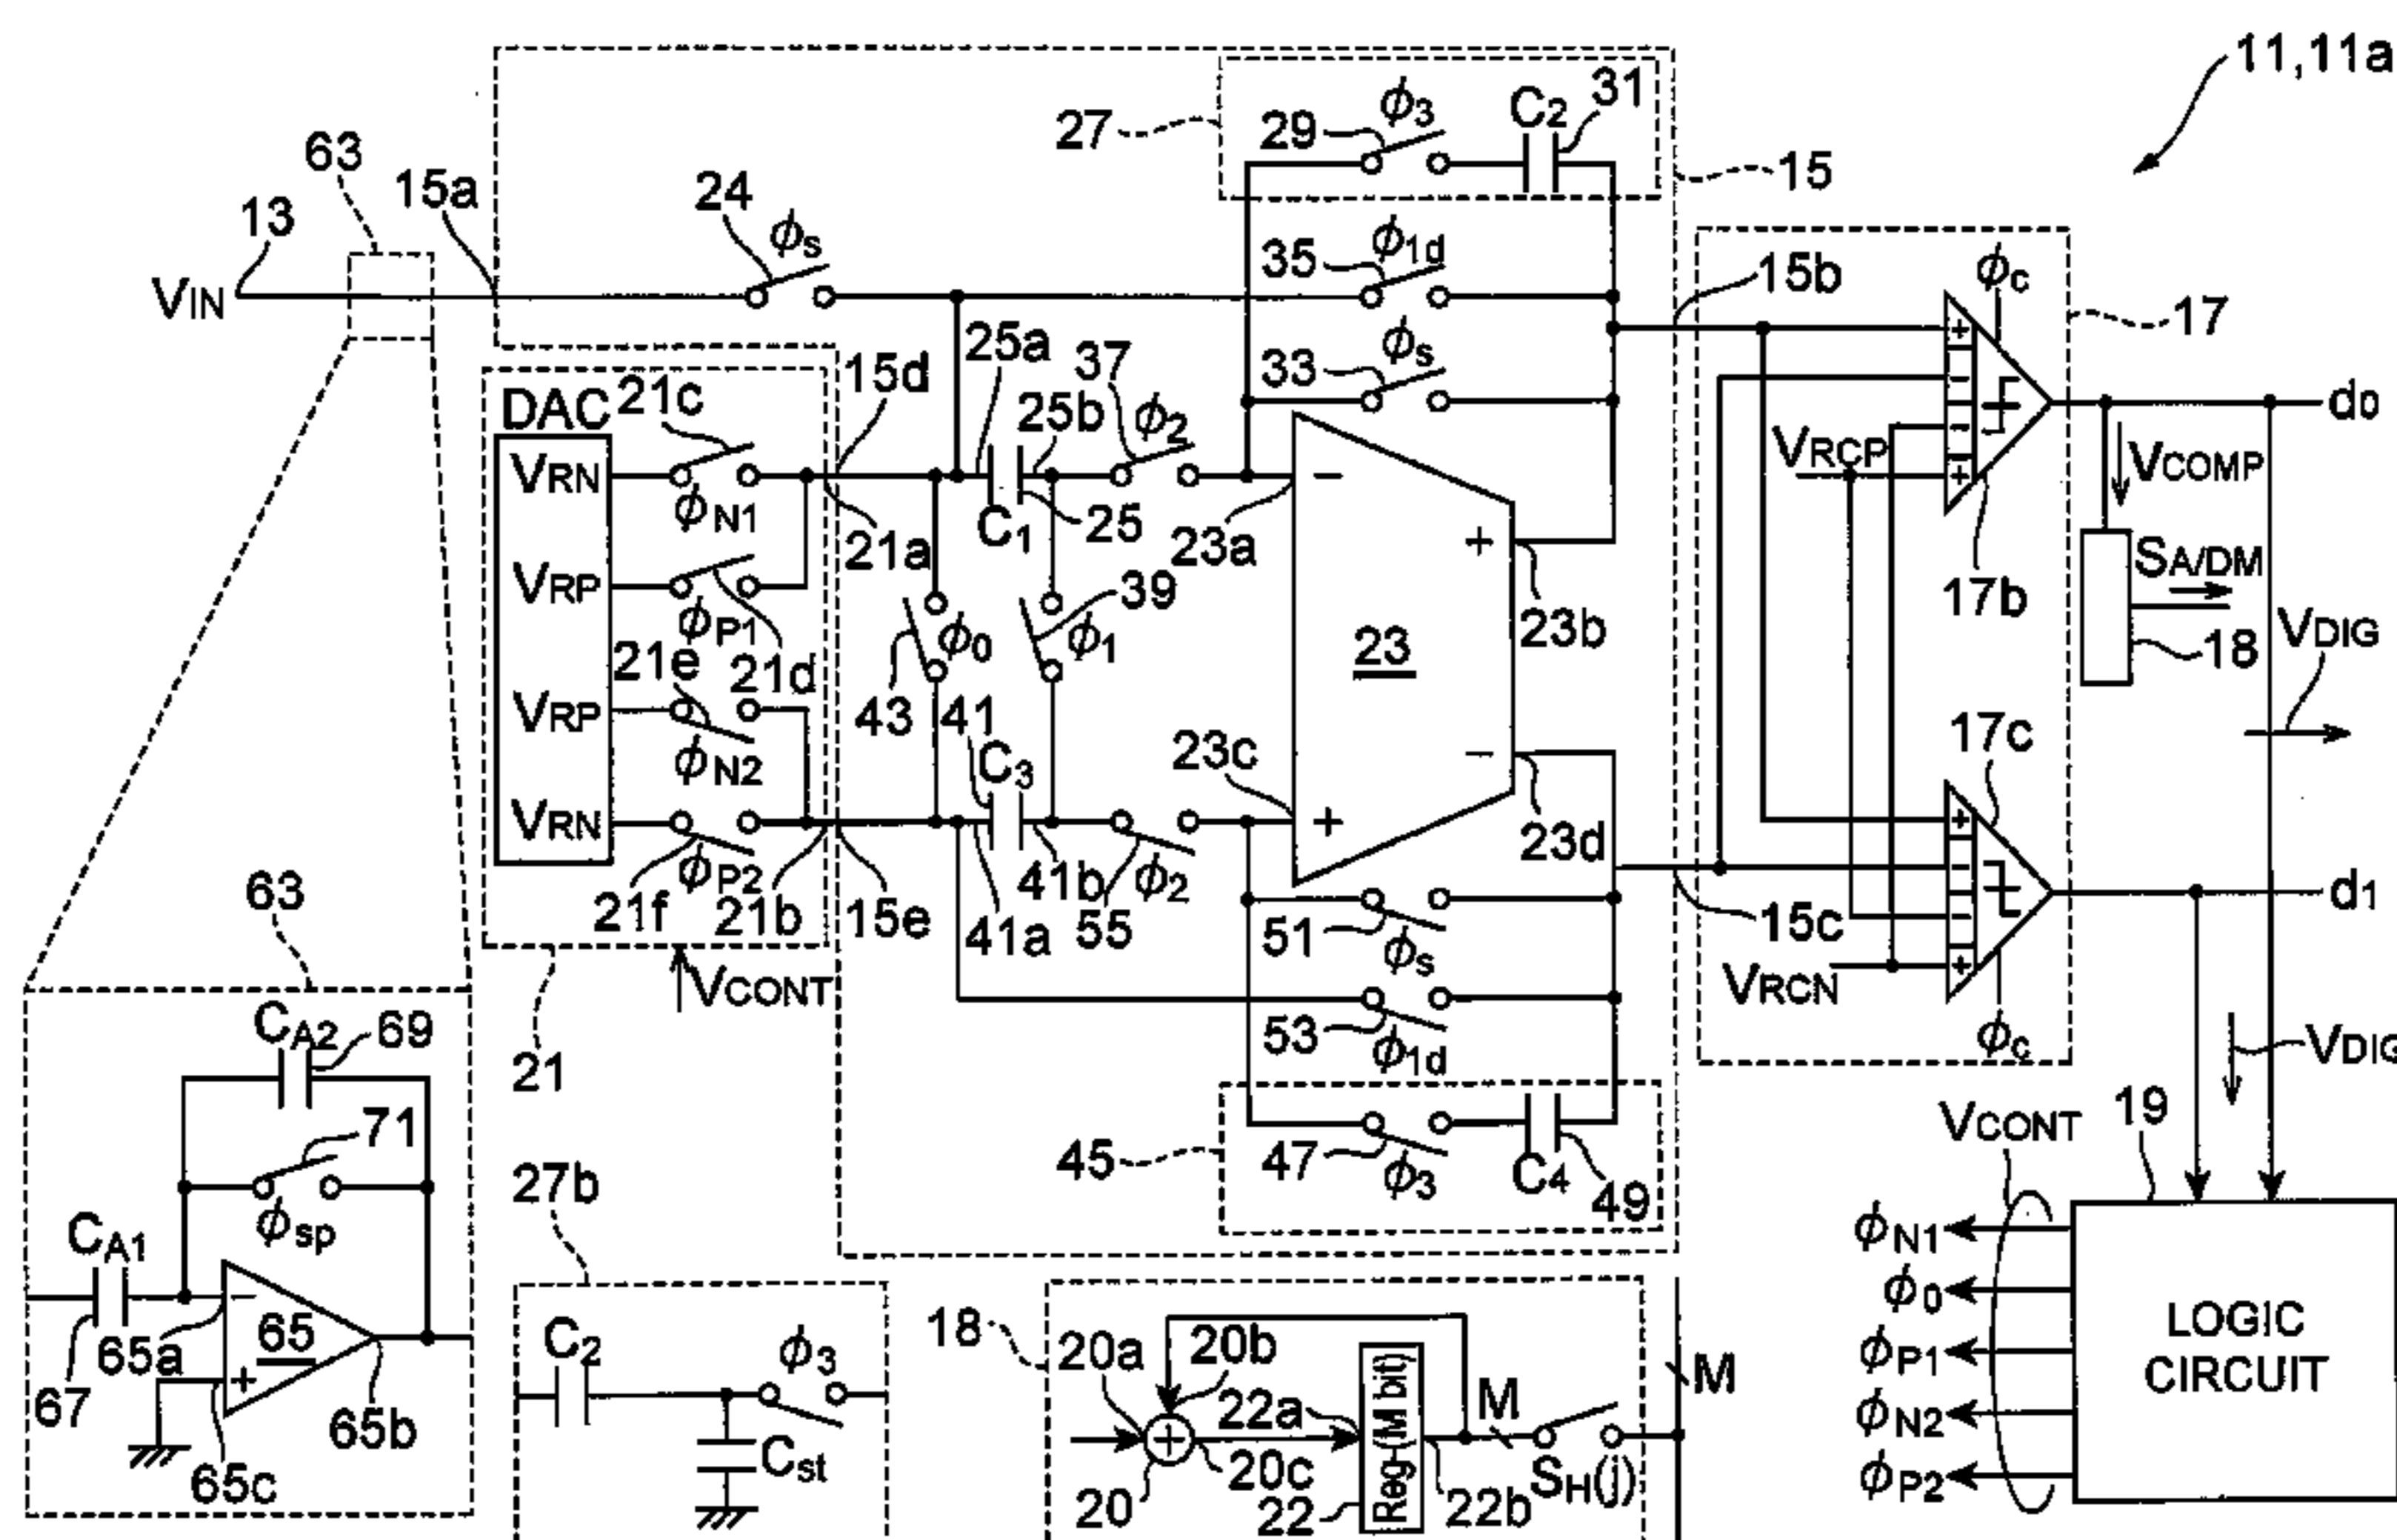 11,11a
27
29
ϕ3
C2
31
15
63
15a
24
ϕs
13
VIN
35
ϕ1d
15b
ϕc
17
33
ϕs
DAC
21c
15d
25a
25b
37
ϕ2
VRN
ϕN1
21a
C1
25
23a
−
VRCP
+
−
−
+
d0
VCOMP
VRP
ϕP1
21d
21e
43
ϕ0
39
ϕ1
+
23b
23
17b
SA/DM
18
VDIG
VRP
ϕN2
41
C3
23c
−
17c
VRN
ϕP2
21f
21b
15e
41a
41b
55
ϕ2
+
23d
+
−
−
+
d1
51
ϕs
15c
VRCN
ϕc
63
VCONT
53
ϕ1d
VDIG
21
CA2
69
71
ϕsp
45
47
ϕ3
C4
49
VCONT
19
CA1
67
65a
−
65
+
65b
65c
27b
C2
ϕ3
Cst
18
20a
20b
20
+
20c
22a
Reg (M bit)
22
22b
M
SH(j)
M
ϕN1
ϕ0
ϕP1
ϕN2
ϕP2
LOGIC
CIRCUIT